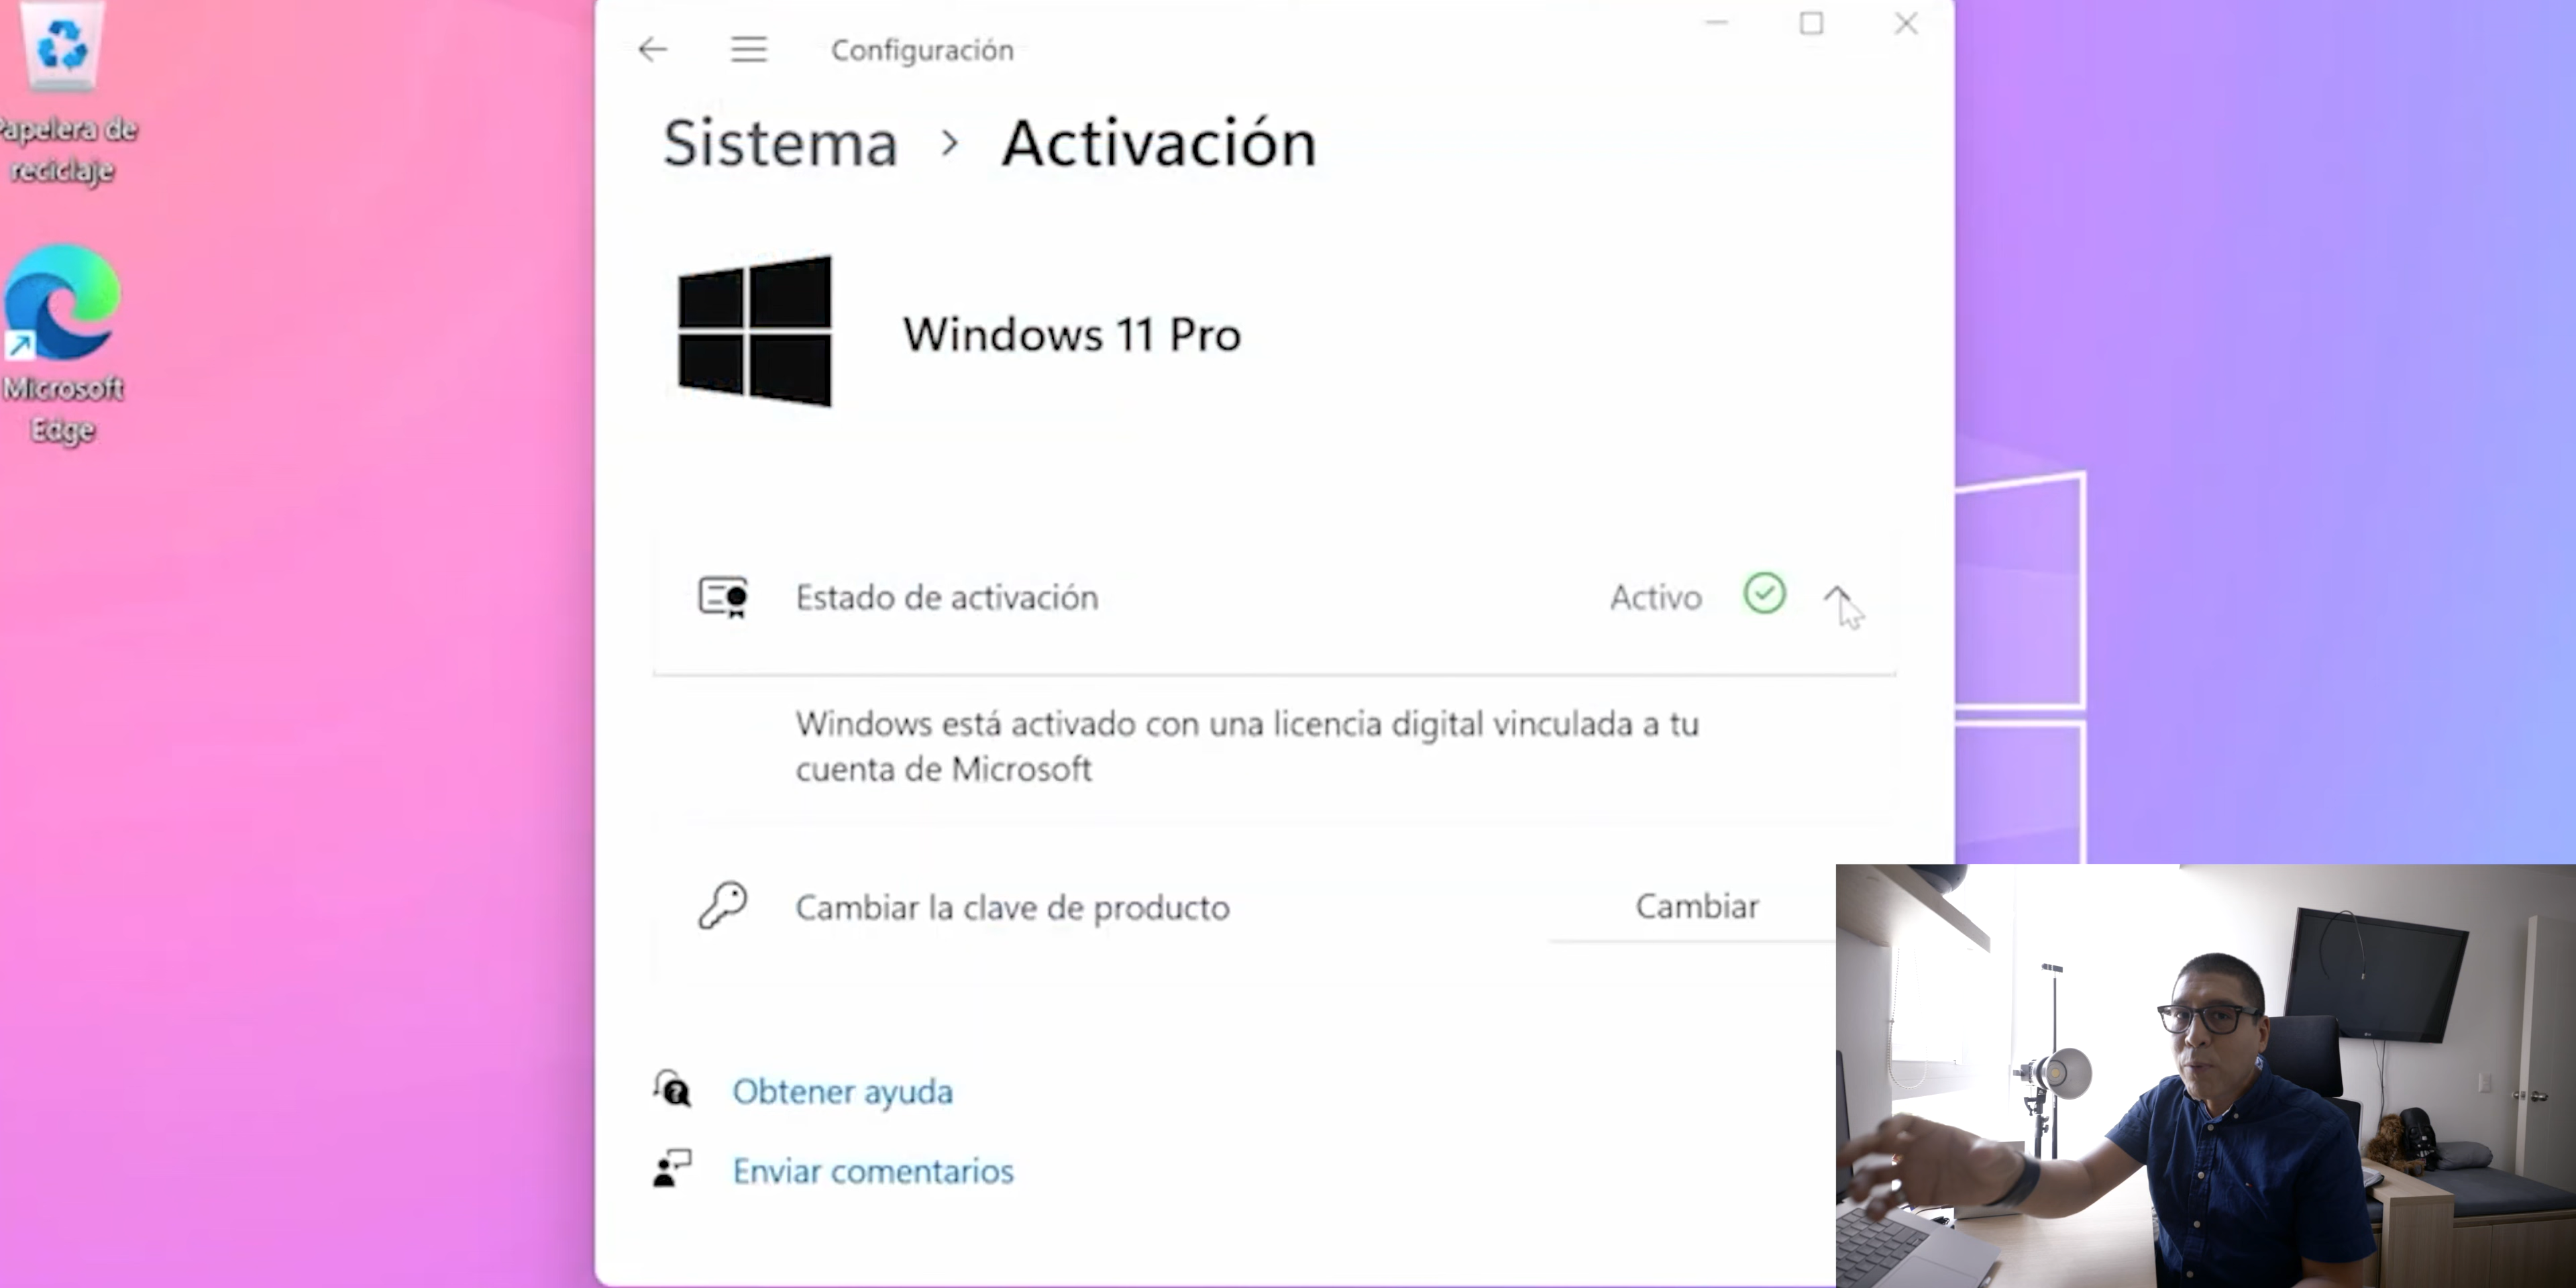 Papelera de
reciclaje
Microsoft
Edge
Configuración
Sistema > Activación
Windows 11 Pro
Estado de activación
Activo
Windows está activado con una licencia digital vinculada a tu
cuenta de Microsoft
Cambiar la clave de producto
Cambiar
Obtener ayuda
Enviar comentarios